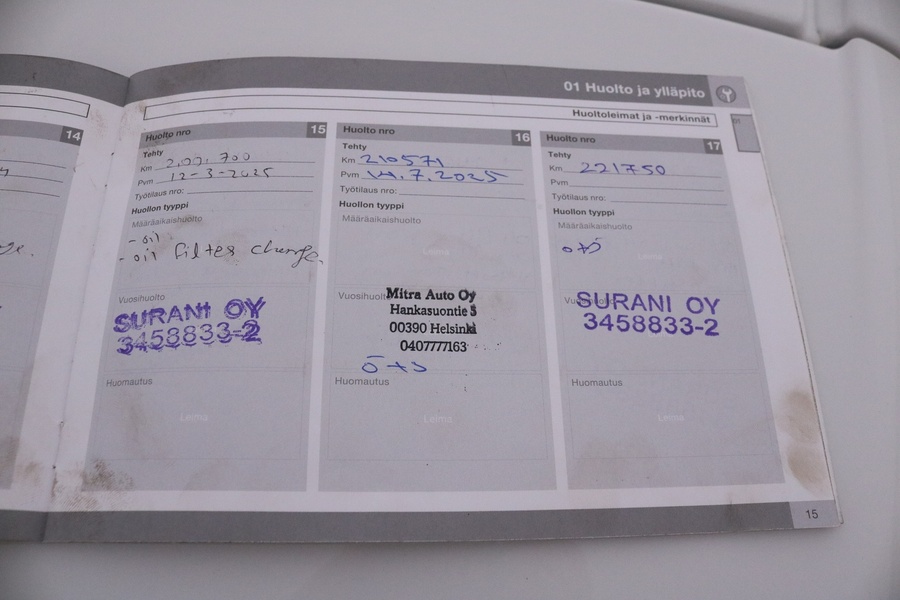 01 Huolto ja ylläpito
Huoltoleimat ja -merkinnät
14
Huolto nro 15
Tehty
Km 2,01,700
Pvm 12-3-2025
Työtilaus nro:
Huollon tyyppi
Määräaikaishuolto
- oil
- oil filter change.
Vuosihuolto
SURANI OY
3458833-2
Huomautus
Leima
Huolto nro 16
Tehty
Km 210571
Pvm 14.7.2025
Työtilaus nro:
Huollon tyyppi
Määräaikaishuolto
Leima
Vuosihuolto
Mitra Auto Oy
Hankasuontie 5
00390 Helsinki
0407777163
ö+s
Huomautus
Leima
Huolto nro 17
Tehty
Km 221750
Pvm
Työtilaus nro:
Huollon tyyppi
Määräaikaishuolto
Leima
o+s
Vuosihuolto
SURANI OY
3458833-2
Huomautus
Leima
15